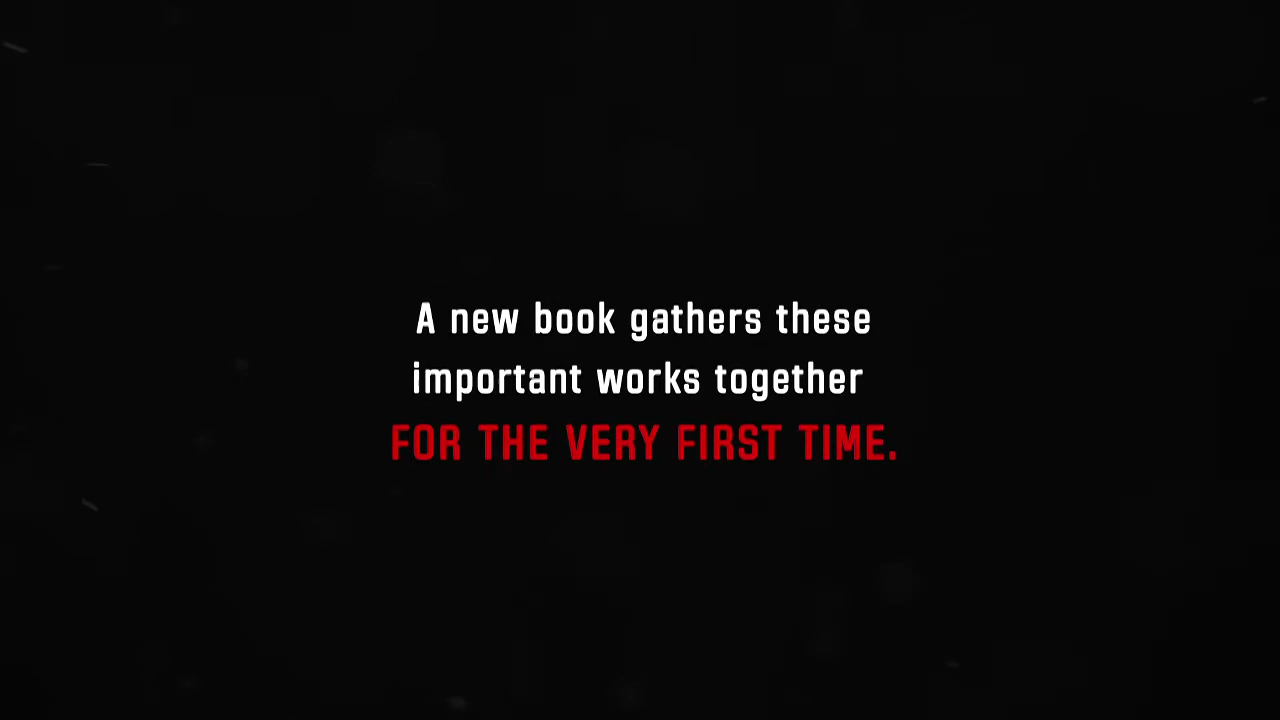 A new book gathers these
important works together
FOR THE VERY FIRST TIME.